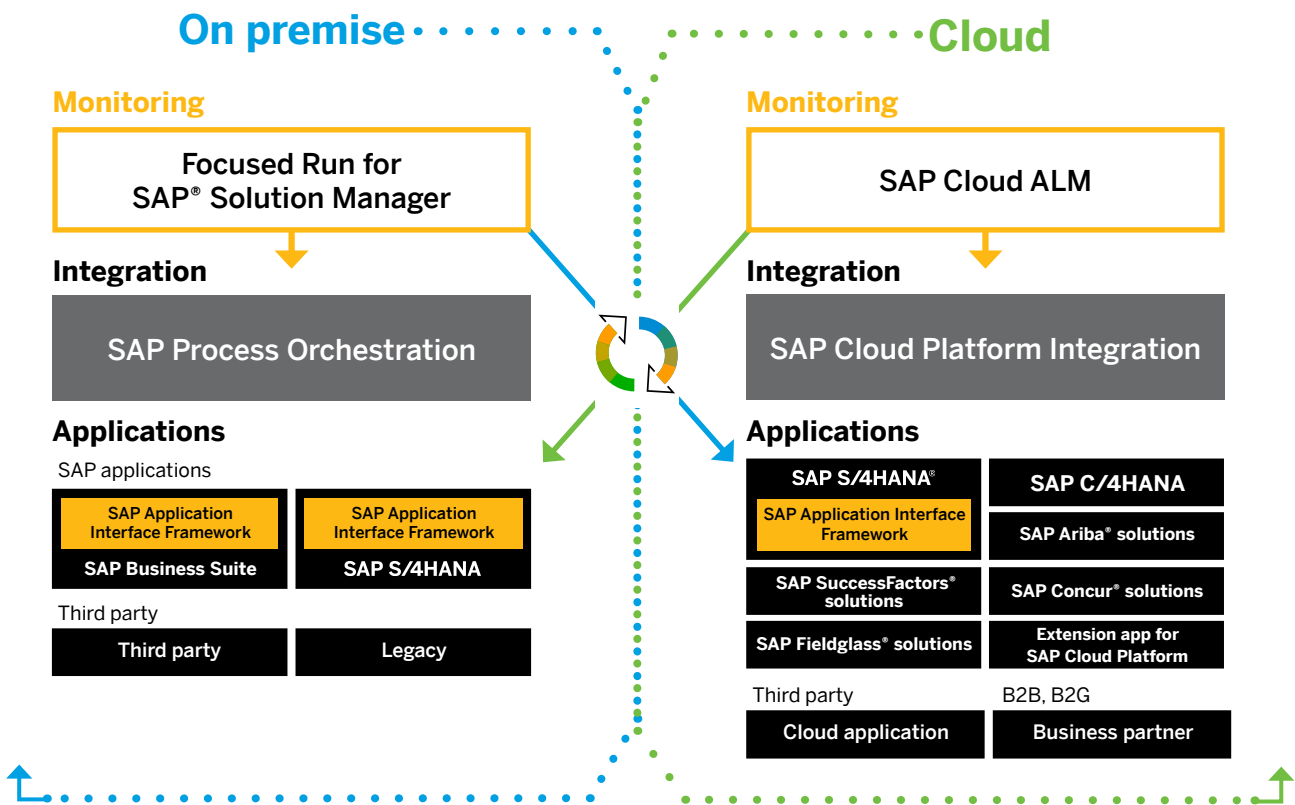 On premise
Monitoring
Focused Run for
SAP® Solution Manager
Integration
SAP Process Orchestration
Applications
SAP applications
SAP Application
Interface Framework
SAP Business Suite
SAP Application
Interface Framework
SAP S/4HANA
Third party
Third party
Legacy
Cloud
Monitoring
SAP Cloud ALM
Integration
SAP Cloud Platform Integration
Applications
SAP S/4HANA®
SAP Application Interface
Framework
SAP C/4HANA
SAP Ariba® solutions
SAP SuccessFactors®
solutions
SAP Concur® solutions
SAP Fieldglass® solutions
Extension app for
SAP Cloud Platform
Third party
Cloud application
B2B, B2G
Business partner